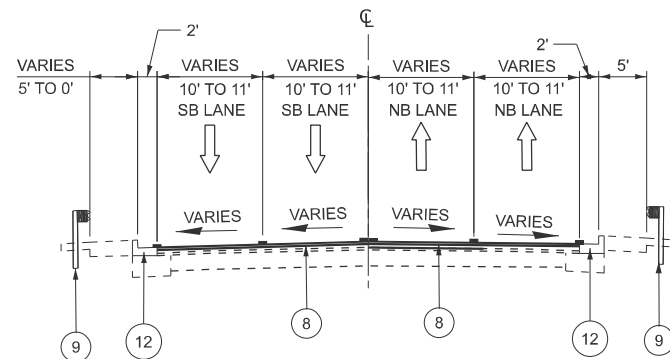 ℄
2'
2'
VARIES
VARIES
VARIES
VARIES
VARIES
5'
5' TO 0'
10' TO 11'
10' TO 11'
10' TO 11'
10' TO 11'
SB LANE
SB LANE
NB LANE
NB LANE
VARIES
VARIES
VARIES
VARIES
9
12
8
8
12
9